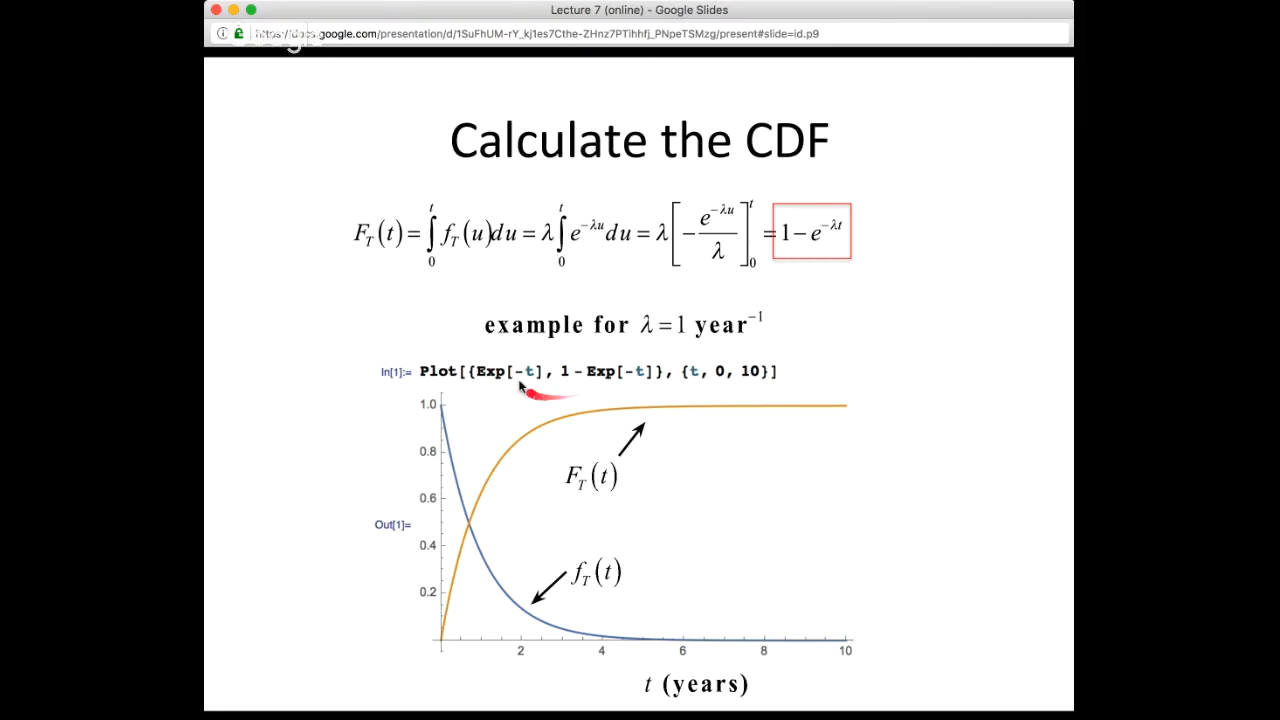 Lecture 7 (online) - Google Slides
https://docs.google.com/presentation/d/1SuFhUM-rY_kj1es7Cthe-ZHnz7PTihhfj_PNpeTSMzg/present#slide=id.p9
Google
Calculate the CDF
F_T(t) = ∫_0^t f_T(u)du = λ∫_0^t e^{-λu}du = λ[-e^{-λu}/λ]_0^t = 1 - e^{-λt}
example for λ = 1 year^{-1}
In[1]:= Plot[{Exp[-t], 1 - Exp[-t]}, {t, 0, 10}]
1.0
0.8
F_T(t)
0.6
Out[1]=
0.4
f_T(t)
0.2
2 4 6 8 10
t (years)